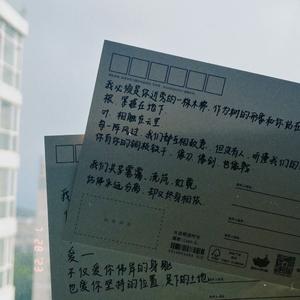 我必须是你近旁的一株木棉，作为树的形象和你站在
根，紧握在地下
叶，相触在云里
每一阵风过，我们都互相致意，但没有人，听懂我们的
你有你的铜枝铁干，像刀、像剑、也像戟
我们共享雾霭、流岚、虹霓
仿佛永远分离，却又终身相依
爱—
不仅爱你伟岸的身躯
也爱你坚持的位置，足下的土地
7 28 23